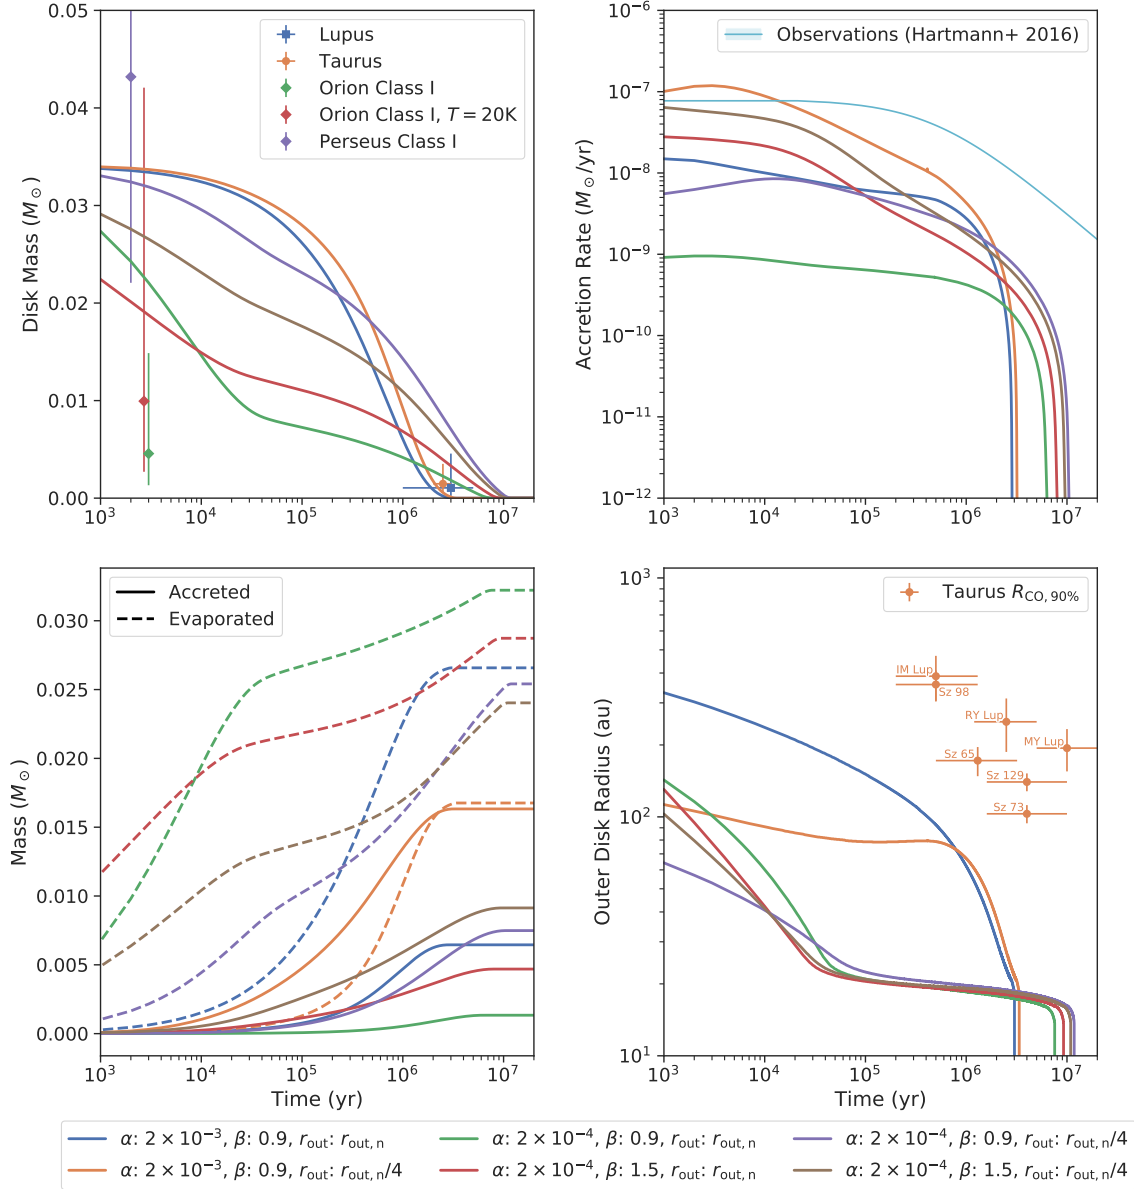 0.05
0.04
0.03
0.02
0.01
0.00
Disk Mass (M⊙)
Lupus
Taurus
Orion Class I
Orion Class I, T = 20K
Perseus Class I
10³ 10⁴ 10⁵ 10⁶ 10⁷
10⁻⁶
10⁻⁷
10⁻⁸
10⁻⁹
10⁻¹⁰
10⁻¹¹
10⁻¹²
Accretion Rate (M⊙/yr)
Observations (Hartmann+ 2016)
10³ 10⁴ 10⁵ 10⁶ 10⁷
0.030
0.025
0.020
0.015
0.010
0.005
0.000
Mass (M⊙)
Accreted
Evaporated
10³ 10⁴ 10⁵ 10⁶ 10⁷
Time (yr)
10³
10²
10¹
Outer Disk Radius (au)
Taurus R_CO, 90%
IM Lup
Sz 98
RY Lup
MY Lup
Sz 65
Sz 129
Sz 73
10³ 10⁴ 10⁵ 10⁶ 10⁷
Time (yr)
α: 2 × 10⁻³, β: 0.9, r_out: r_out, n
α: 2 × 10⁻⁴, β: 0.9, r_out: r_out, n
α: 2 × 10⁻⁴, β: 0.9, r_out: r_out, n/4
α: 2 × 10⁻³, β: 0.9, r_out: r_out, n/4
α: 2 × 10⁻⁴, β: 1.5, r_out: r_out, n
α: 2 × 10⁻⁴, β: 1.5, r_out: r_out, n/4